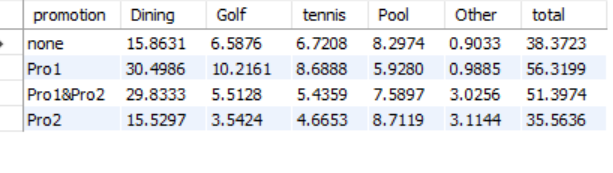 promotion Dining Golf tennis Pool Other total
none 15.8631 6.5876 6.7208 8.2974 0.9033 38.3723
Pro1 30.4986 10.2161 8.6888 5.9280 0.9885 56.3199
Pro1&Pro2 29.8333 5.5128 5.4359 7.5897 3.0256 51.3974
Pro2 15.5297 3.5424 4.6653 8.7119 3.1144 35.5636